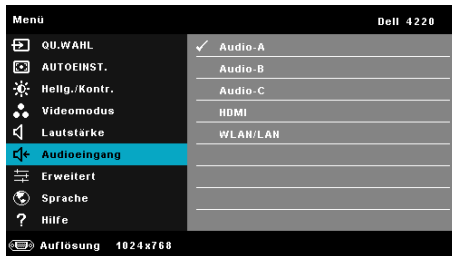 Menü Dell 4220
QU.WAHL
AUTOEINST.
Hellg./Kontr.
Videomodus
Lautstärke
Audioeingang
Erweitert
Sprache
? Hilfe
✓ Audio-A
Audio-B
Audio-C
HDMI
WLAN/LAN
Auflösung 1024x768